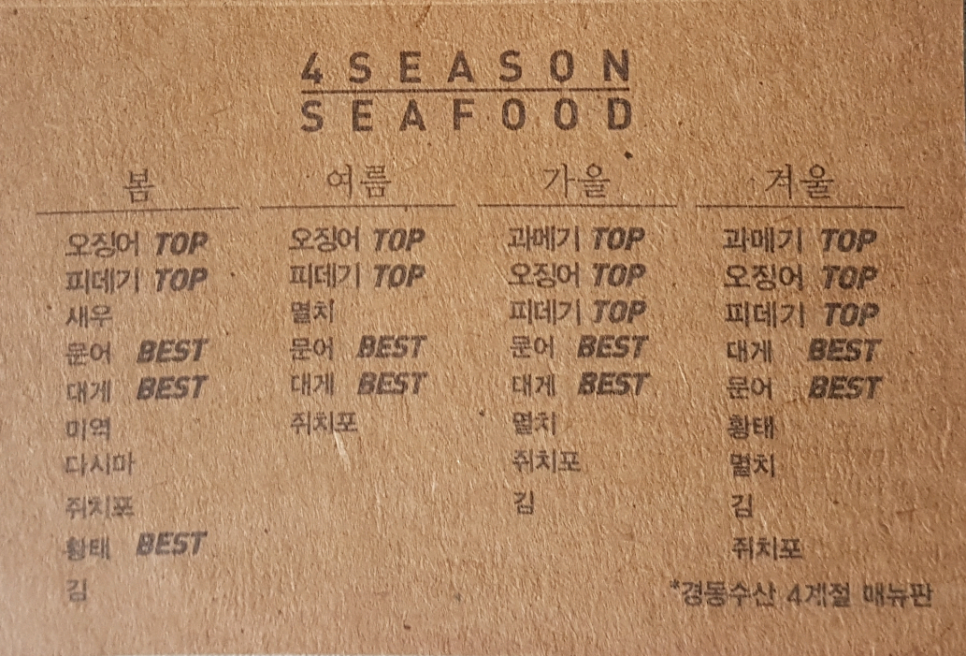 4 SEASON
SEAFOOD
봄
오징어 TOP
피데기 TOP
새우
문어 BEST
대게 BEST
미역
다시마
쥐치포
황태 BEST
김
여름
오징어 TOP
피데기 TOP
멸치
문어 BEST
대게 BEST
쥐치포
가을
과메기 TOP
오징어 TOP
피데기 TOP
문어 BEST
대게 BEST
멸치
쥐치포
김
겨울
과메기 TOP
오징어 TOP
피데기 TOP
대게 BEST
문어 BEST
황태
멸치
김
쥐치포
*경동수산 4계절 매뉴판